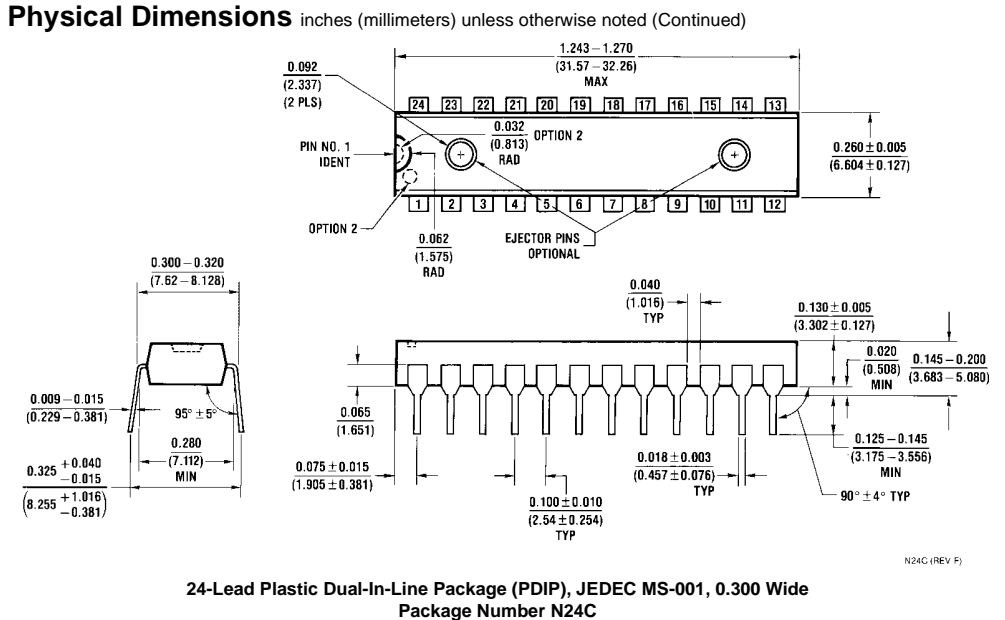 Physical Dimensions inches (millimeters) unless otherwise noted (Continued)
1.243 – 1.270
(31.57 – 32.26)
MAX
0.092
(2.337)
(2 PLS)
24 23 22 21 20 19 18 17 16 15 14 13
0.032
(0.813)
RAD
OPTION 2
PIN NO. 1
IDENT
0.260 ± 0.005
(6.604 ± 0.127)
1 2 3 4 5 6 7 8 9 10 11 12
OPTION 2
0.062
(1.575)
RAD
EJECTOR PINS
OPTIONAL
0.300 – 0.320
(7.62 – 8.128)
0.040
(1.016)
TYP
0.130 ± 0.005
(3.302 ± 0.127)
0.020
(0.508)
MIN
0.145 – 0.200
(3.683 – 5.080)
0.009 – 0.015
(0.229 – 0.381)
95° ± 5°
0.280
(7.112)
MIN
0.065
(1.651)
0.125 – 0.145
(3.175 – 3.556)
MIN
0.325 + 0.040
– 0.015
(8.255 + 1.016
– 0.381)
0.075 ± 0.015
(1.905 ± 0.381)
0.018 ± 0.003
(0.457 ± 0.076)
TYP
0.100 ± 0.010
(2.54 ± 0.254)
TYP
90° ± 4° TYP
N24C (REV F)
24-Lead Plastic Dual-In-Line Package (PDIP), JEDEC MS-001, 0.300 Wide
Package Number N24C